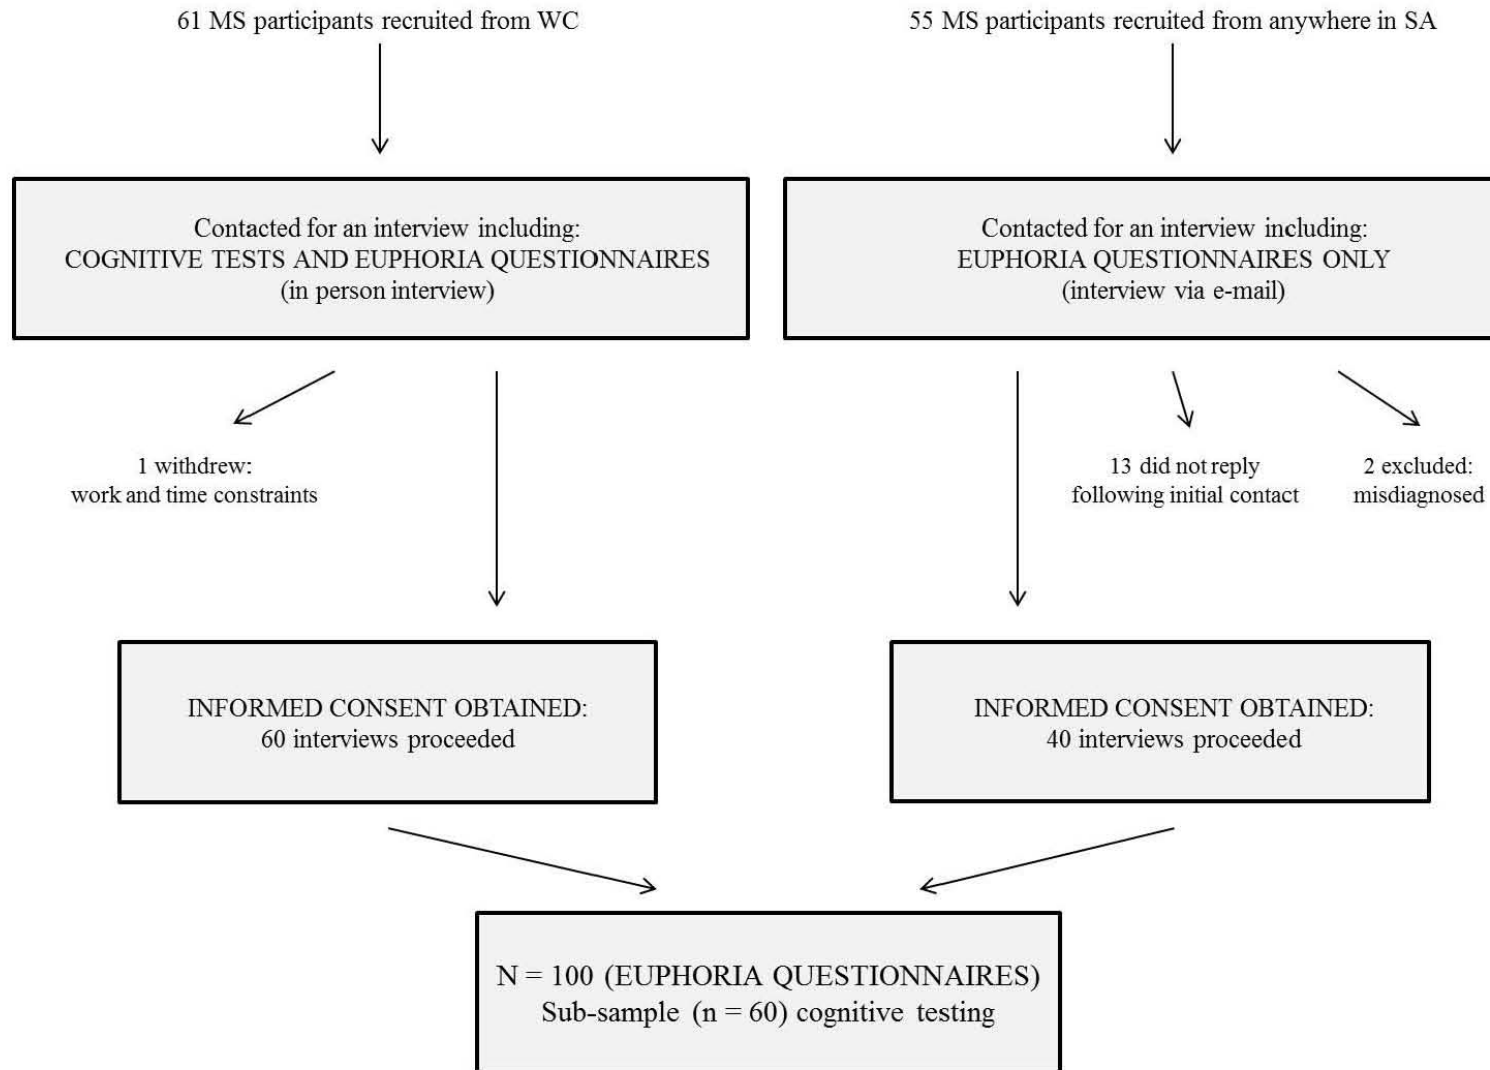 61 MS participants recruited from WC
55 MS participants recruited from anywhere in SA
Contacted for an interview including:
COGNITIVE TESTS AND EUPHORIA QUESTIONNAIRES
(in person interview)
Contacted for an interview including:
EUPHORIA QUESTIONNAIRES ONLY
(interview via e-mail)
1 withdrew:
work and time constraints
13 did not reply
following initial contact
2 excluded:
misdiagnosed
INFORMED CONSENT OBTAINED:
60 interviews proceeded
INFORMED CONSENT OBTAINED:
40 interviews proceeded
N = 100 (EUPHORIA QUESTIONNAIRES)
Sub-sample (n = 60) cognitive testing